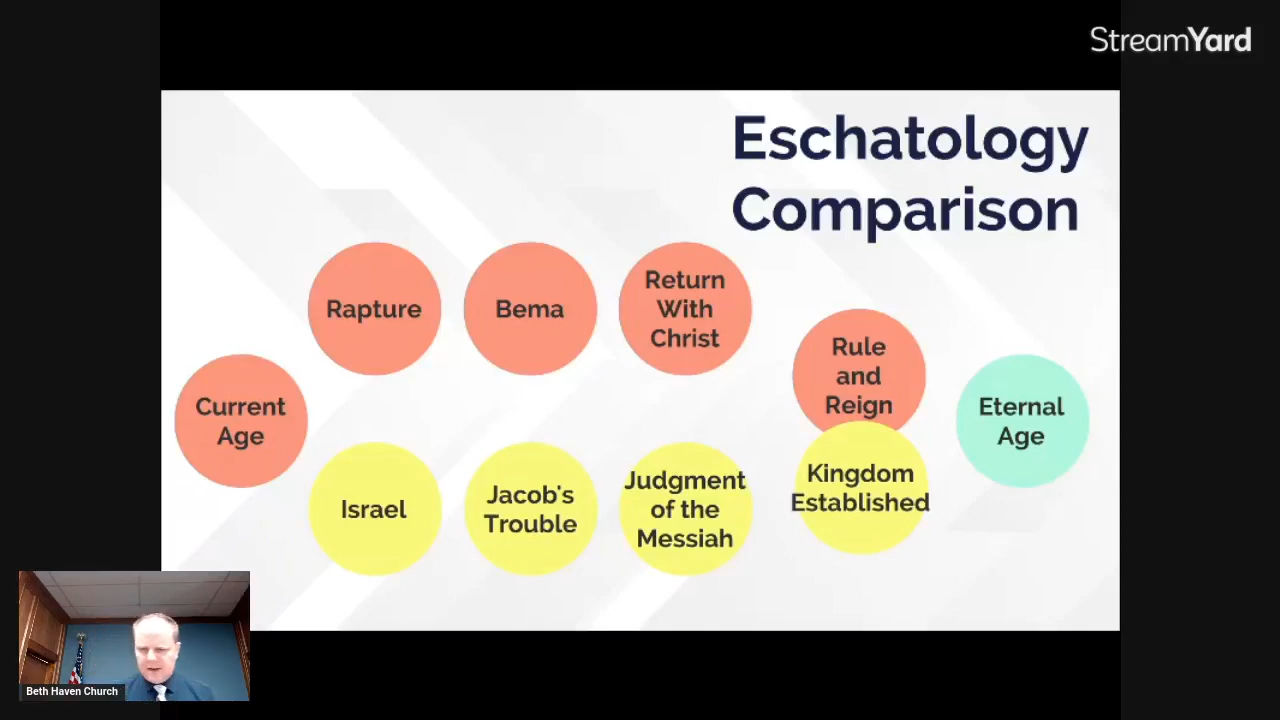 StreamYard
Eschatology
Comparison
Rapture
Bema
Return
With
Christ
Rule
and
Reign
Current
Age
Eternal
Age
Israel
Jacob's
Trouble
Judgment
of the
Messiah
Kingdom
Established
Beth Haven Church